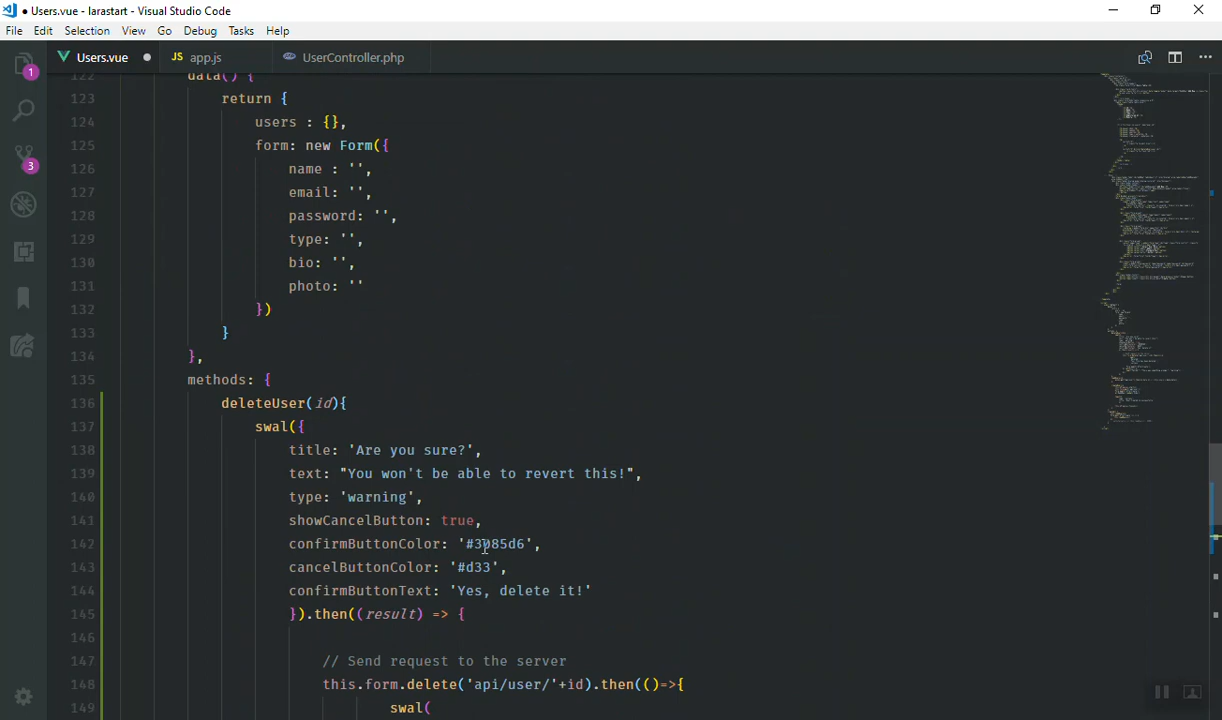 ● Users.vue - larastart - Visual Studio Code
File Edit Selection View Go Debug Tasks Help
Users.vue ● JS app.js UserController.php
1
3
122 data() {
123 return {
124 users : {},
125 form: new Form({
126 name : '',
127 email: '',
128 password: '',
129 type: '',
130 bio: '',
131 photo: ''
132 })
133 }
134 },
135 methods: {
136 deleteUser(id){
137 swal({
138 title: 'Are you sure?',
139 text: "You won't be able to revert this!",
140 type: 'warning',
141 showCancelButton: true,
142 confirmButtonColor: '#3085d6',
143 cancelButtonColor: '#d33',
144 confirmButtonText: 'Yes, delete it!'
145 }).then((result) => {
146
147 // Send request to the server
148 this.form.delete('api/user/'+id).then(()=>{
149 swal(